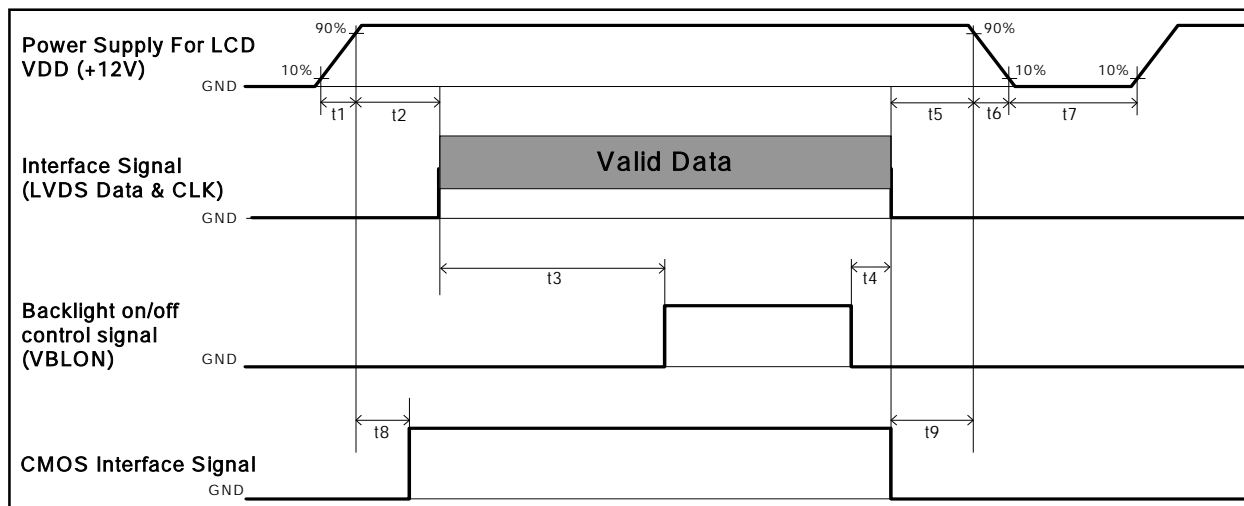 Power Supply For LCD
VDD (+12V)
90%
10%
GND
t1
t2
90%
10%
10%
t5
t6
t7
Interface Signal
(LVDS Data & CLK)
Valid Data
GND
t3
t4
Backlight on/off
control signal
(VBLON)
GND
t8
t9
CMOS Interface Signal
GND